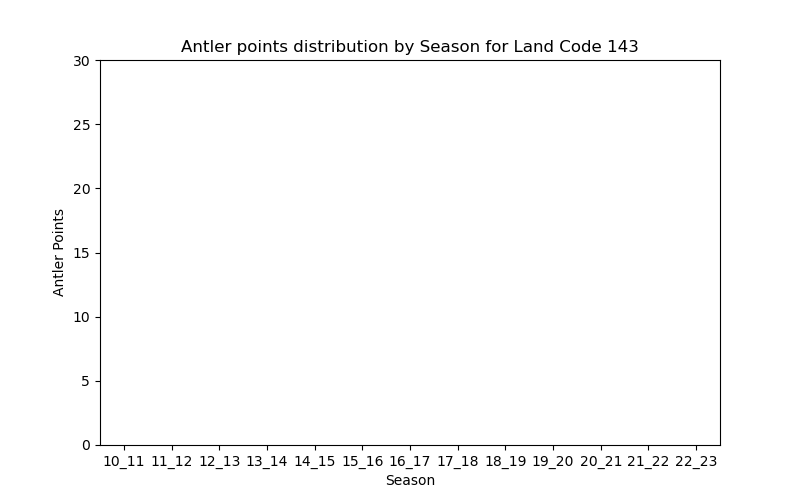 Antler points distribution by Season for Land Code 143
30
25
20
15
10
5
0
Antler Points
10_11 11_12 12_13 13_14 14_15 15_16 16_17 17_18 18_19 19_20 20_21 21_22 22_23
Season